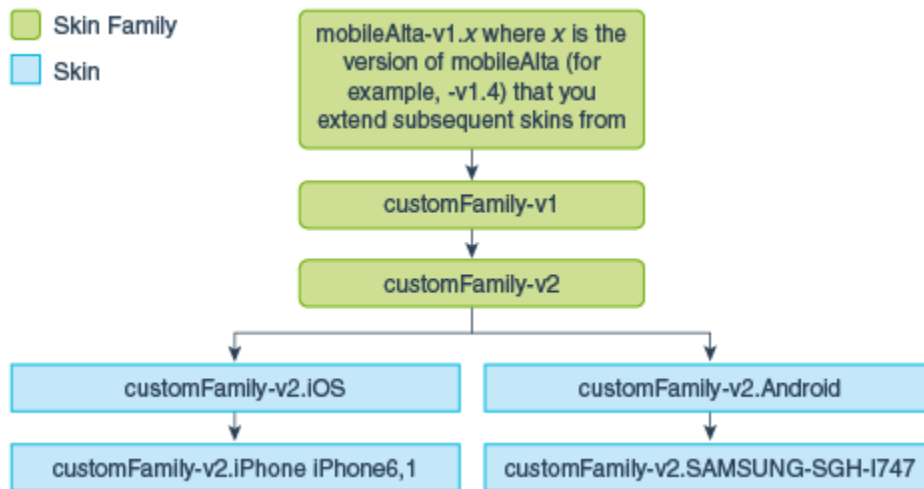 Skin Family
Skin
mobileAlta-v1.x where x is the
version of mobileAlta (for
example, -v1.4) that you
extend subsequent skins from
customFamily-v1
customFamily-v2
customFamily-v2.iOS
customFamily-v2.Android
customFamily-v2.iPhone iPhone6,1
customFamily-v2.SAMSUNG-SGH-I747